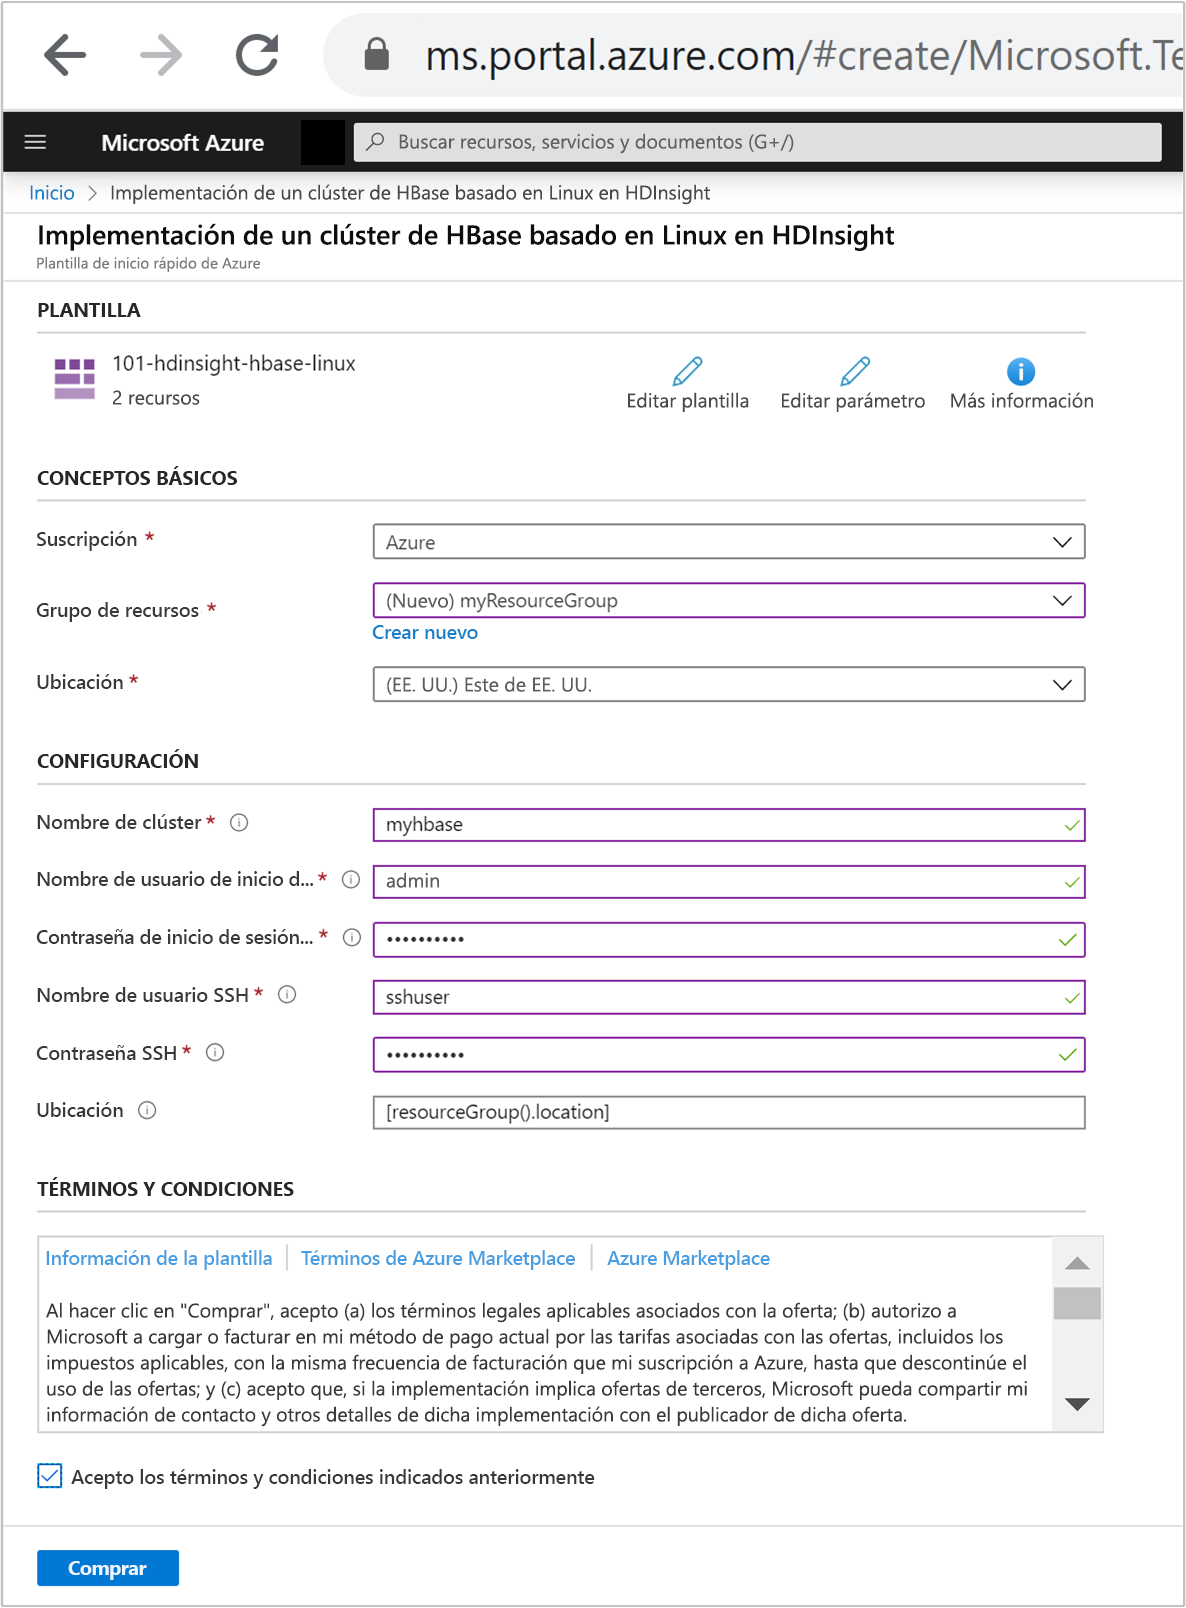 ms.portal.azure.com/#create/Microsoft.Te
Microsoft Azure
Buscar recursos, servicios y documentos (G+/)
Inicio > Implementación de un clúster de HBase basado en Linux en HDInsight
Implementación de un clúster de HBase basado en Linux en HDInsight
Plantilla de inicio rápido de Azure
PLANTILLA
101-hdinsight-hbase-linux
2 recursos
Editar plantilla
Editar parámetro
Más información
CONCEPTOS BÁSICOS
Suscripción *
Azure
Grupo de recursos *
(Nuevo) myResourceGroup
Crear nuevo
Ubicación *
(EE. UU.) Este de EE. UU.
CONFIGURACIÓN
Nombre de clúster *
myhbase
Nombre de usuario de inicio d... *
admin
Contraseña de inicio de sesión... *
••••••••••
Nombre de usuario SSH *
sshuser
Contraseña SSH *
••••••••••
Ubicación
[resourceGroup().location]
TÉRMINOS Y CONDICIONES
Información de la plantilla | Términos de Azure Marketplace | Azure Marketplace
Al hacer clic en "Comprar", acepto (a) los términos legales aplicables asociados con la oferta; (b) autorizo a
Microsoft a cargar o facturar en mi método de pago actual por las tarifas asociadas con las ofertas, incluidos los
impuestos aplicables, con la misma frecuencia de facturación que mi suscripción a Azure, hasta que descontinúe el
uso de las ofertas; y (c) acepto que, si la implementación implica ofertas de terceros, Microsoft pueda compartir mi
información de contacto y otros detalles de dicha implementación con el publicador de dicha oferta.
Acepto los términos y condiciones indicados anteriormente
Comprar